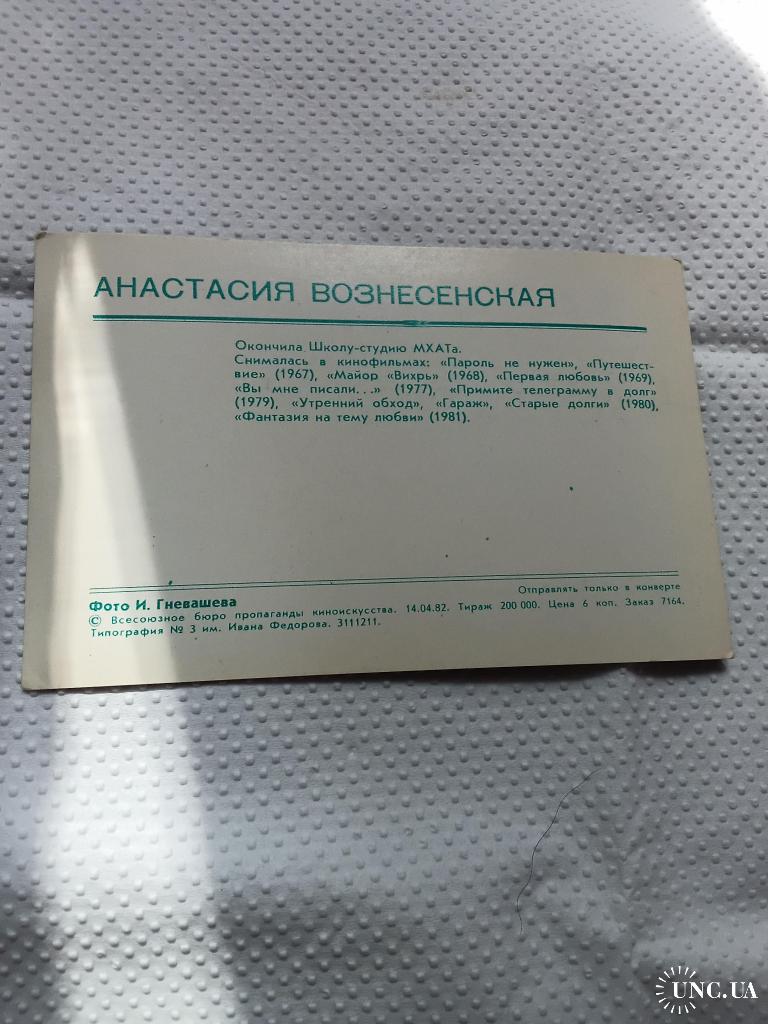 АНАСТАСИЯ ВОЗНЕСЕНСКАЯ
Окончила Школу-студию МХАТа.
Снималась в кинофильмах: «Пароль не нужен», «Путешест-
вие» (1967), «Майор «Вихрь» (1968), «Первая любовь» (1969),
«Вы мне писали...» (1977), «Примите телеграмму в долг»
(1979), «Утренний обход», «Гараж», «Старые долги» (1980),
«Фантазия на тему любви» (1981).
Отправлять только в конверте
Фото И. Гневашева
© Всесоюзное бюро пропаганды киноискусства. 14.04.82. Тираж 200 000. Цена 6 коп. Заказ 7164.
Типография № 3 им. Ивана Федорова. 3111211.
UNC.UA